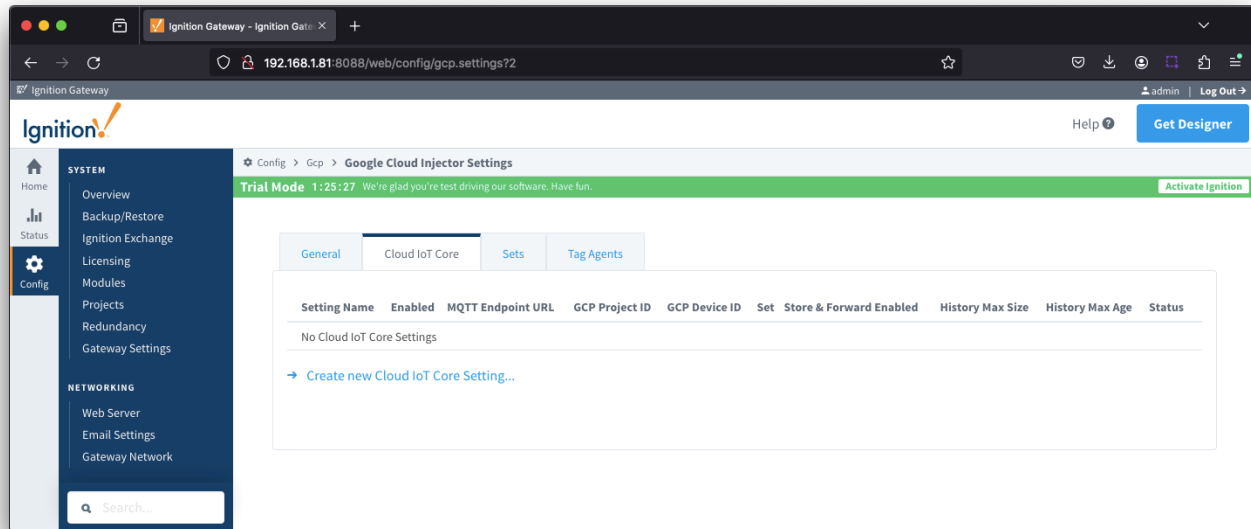 Ignition Gateway - Ignition Gate
192.168.1.81:8088/web/config/gcp.settings?2
Ignition Gateway
admin | Log Out
Ignition!
Help
Get Designer
Home
Status
Config
SYSTEM
Overview
Backup/Restore
Ignition Exchange
Licensing
Modules
Projects
Redundancy
Gateway Settings
NETWORKING
Web Server
Email Settings
Gateway Network
Search...
Config > Gcp > Google Cloud Injector Settings
Trial Mode 1:25:27 We're glad you're test driving our software. Have fun.
Activate Ignition
General Cloud IoT Core Sets Tag Agents
Setting Name Enabled MQTT Endpoint URL GCP Project ID GCP Device ID Set Store & Forward Enabled History Max Size History Max Age Status
No Cloud IoT Core Settings
Create new Cloud IoT Core Setting...